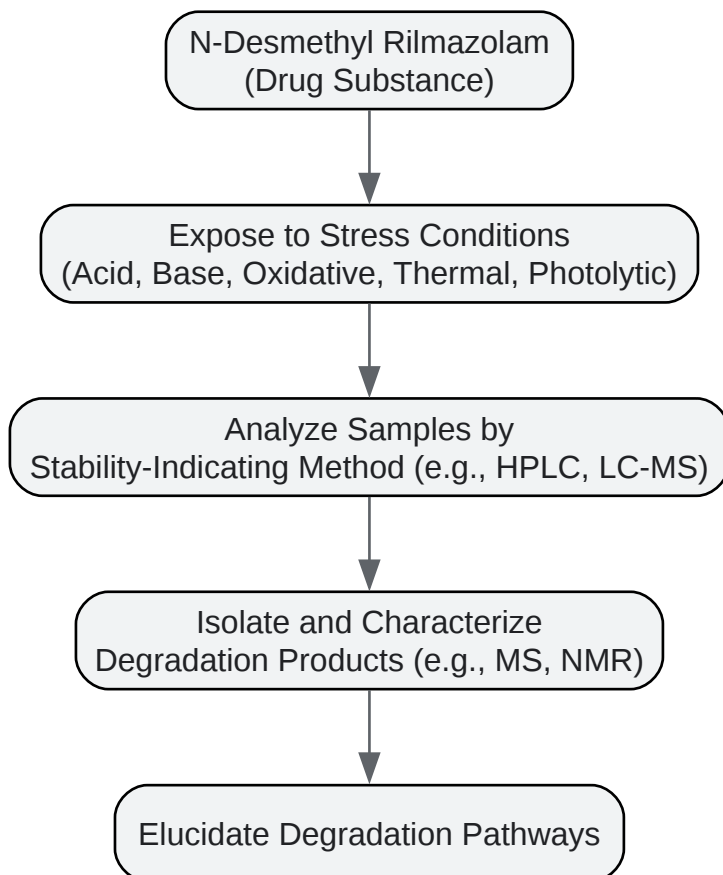 N-Desmethyl Rilmazolam
(Drug Substance)
Expose to Stress Conditions
(Acid, Base, Oxidative, Thermal, Photolytic)
Analyze Samples by
Stability-Indicating Method (e.g., HPLC, LC-MS)
Isolate and Characterize
Degradation Products (e.g., MS, NMR)
Elucidate Degradation Pathways